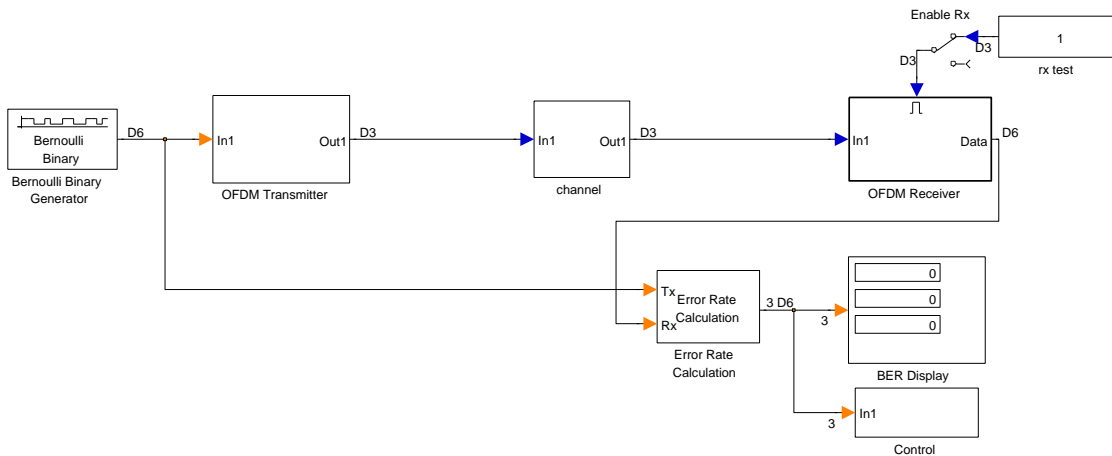 Enable Rx
D3
D3
1
rx test
Bernoulli
Binary
D6
Bernoulli Binary
Generator
In1
Out1
D3
OFDM Transmitter
In1
Out1
D3
channel
In1
Data
D6
OFDM Receiver
Tx
Rx
Error Rate
Calculation
3 D6
Error Rate
Calculation
3
0
0
0
BER Display
3
In1
Control